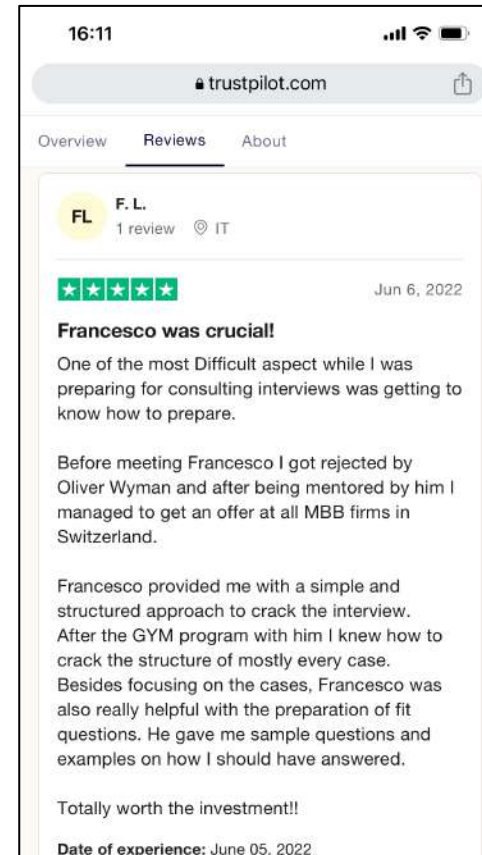 16:11
trustpilot.com
Overview Reviews About
FL
F. L.
1 review IT
Jun 6, 2022
Francesco was crucial!
One of the most Difficult aspect while I was
preparing for consulting interviews was getting to
know how to prepare.
Before meeting Francesco I got rejected by
Oliver Wyman and after being mentored by him I
managed to get an offer at all MBB firms in
Switzerland.
Francesco provided me with a simple and
structured approach to crack the interview.
After the GYM program with him I knew how to
crack the structure of mostly every case.
Besides focusing on the cases, Francesco was
also really helpful with the preparation of fit
questions. He gave me sample questions and
examples on how I should have answered.
Totally worth the investment!!
Date of experience: June 05, 2022